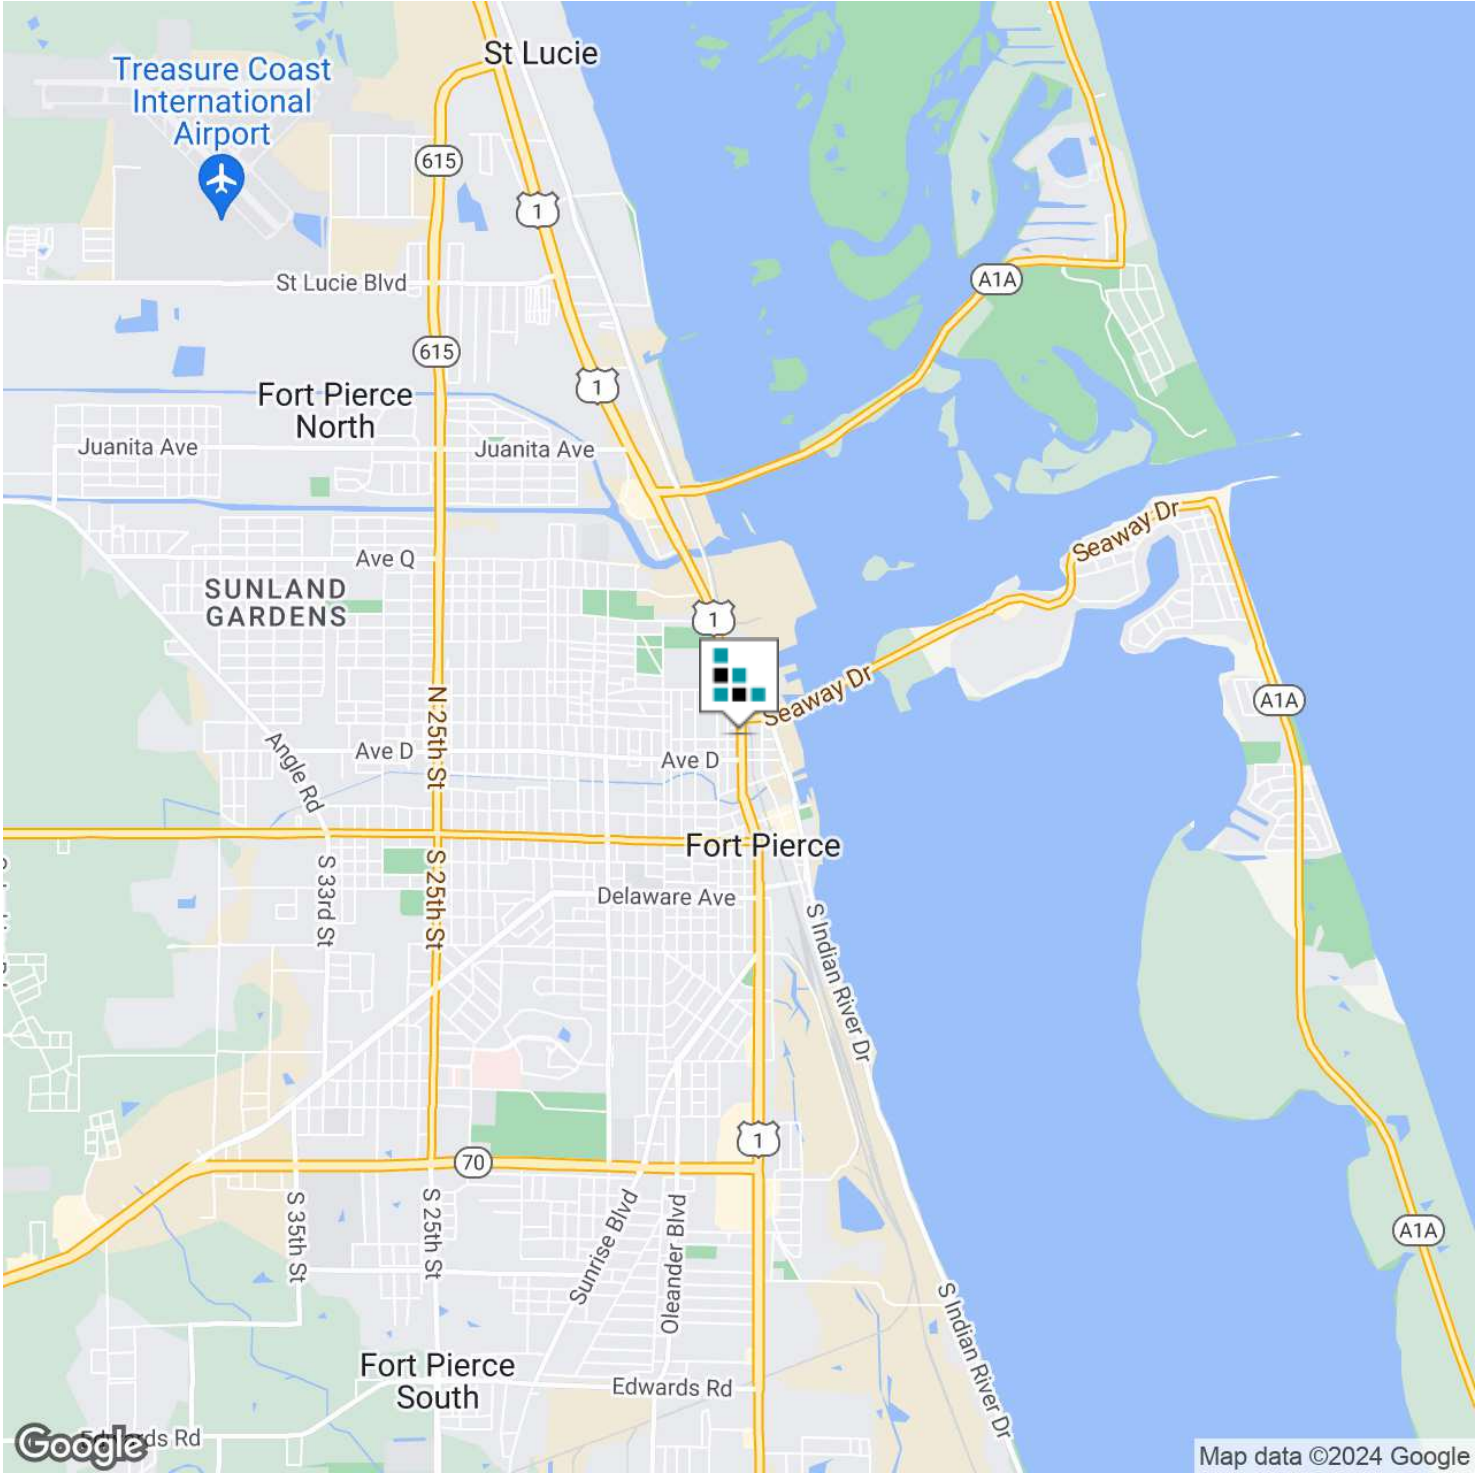 St Lucie
Treasure Coast
International
Airport
615
1
St Lucie Blvd
A1A
615
1
Fort Pierce
North
Juanita Ave
Juanita Ave
Seaway Dr
Ave Q
SUNLAND
GARDENS
1
Seaway Dr
A1A
N 25th St
Angle Rd
Ave D
Ave D
Fort Pierce
S 33rd St
S 25th St
Delaware Ave
S Indian River Dr
1
70
S 35th St
S 25th St
Sunrise Blvd
Oleander Blvd
A1A
S Indian River Dr
Fort Pierce
South
Edwards Rd
Edwards Rd
Google
Map data ©2024 Google